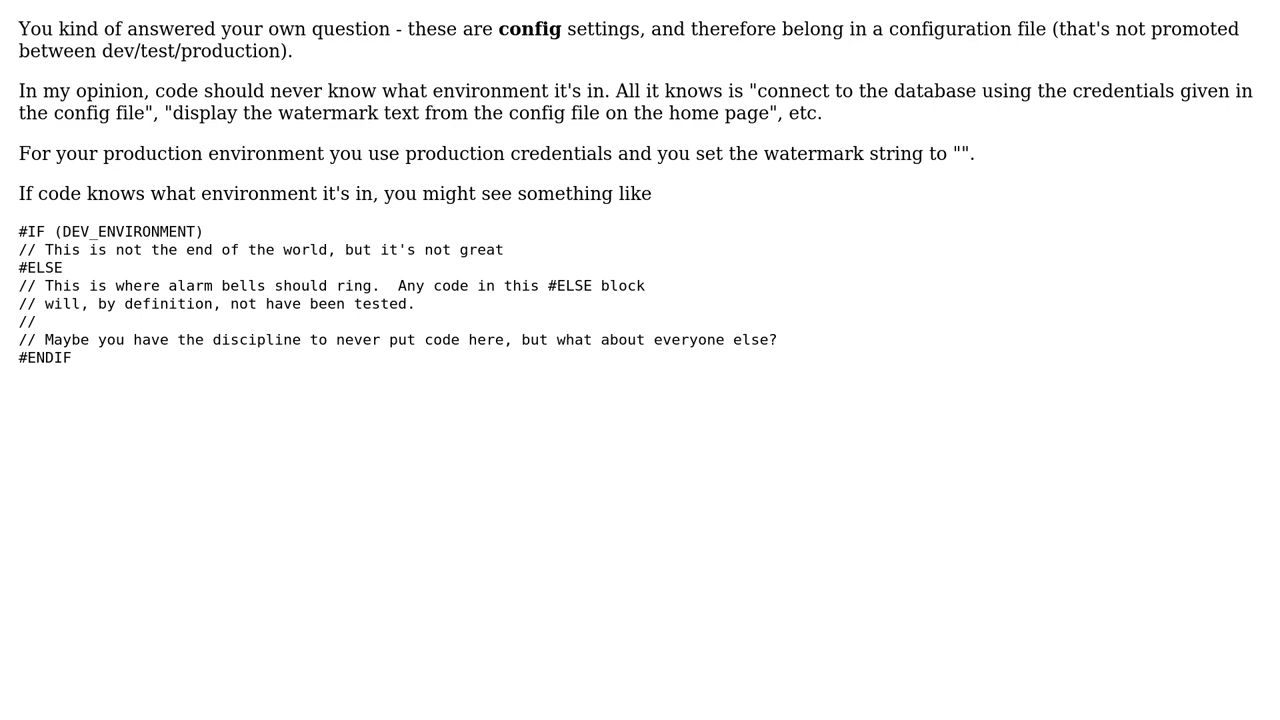 You kind of answered your own question - these are config settings, and therefore belong in a configuration file (that's not promoted
between dev/test/production).
In my opinion, code should never know what environment it's in. All it knows is "connect to the database using the credentials given in
the config file", "display the watermark text from the config file on the home page", etc.
For your production environment you use production credentials and you set the watermark string to "".
If code knows what environment it's in, you might see something like
#IF (DEV_ENVIRONMENT)
// This is not the end of the world, but it's not great
#ELSE
// This is where alarm bells should ring.  Any code in this #ELSE block
// will, by definition, not have been tested.
//
// Maybe you have the discipline to never put code here, but what about everyone else?
#ENDIF